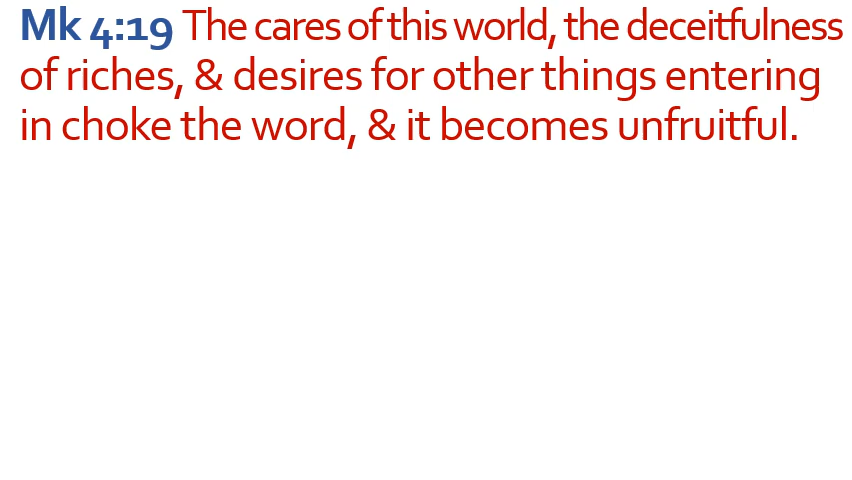 Mk 4:19 The cares of this world, the deceitfulness
of riches, & desires for other things entering
in choke the word, & it becomes unfruitful.